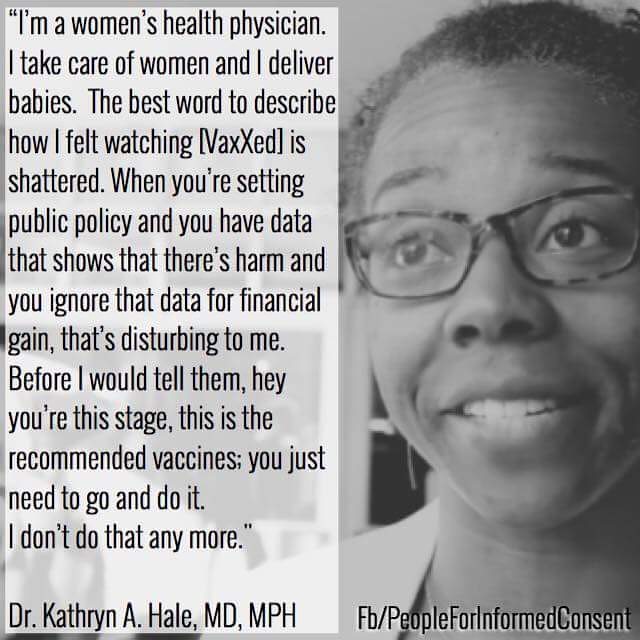 “I'm a women's health physician.
I take care of women and I deliver
babies. The best word to describe
how I felt watching [VaxXed] is
shattered. When you're setting
public policy and you have data
that shows that there's harm and
you ignore that data for financial
gain, that's disturbing to me.
Before I would tell them, hey
you're this stage, this is the
recommended vaccines; you just
need to go and do it.
I don't do that any more."
Dr. Kathryn A. Hale, MD, MPH
Fb/PeopleForInformedConsent